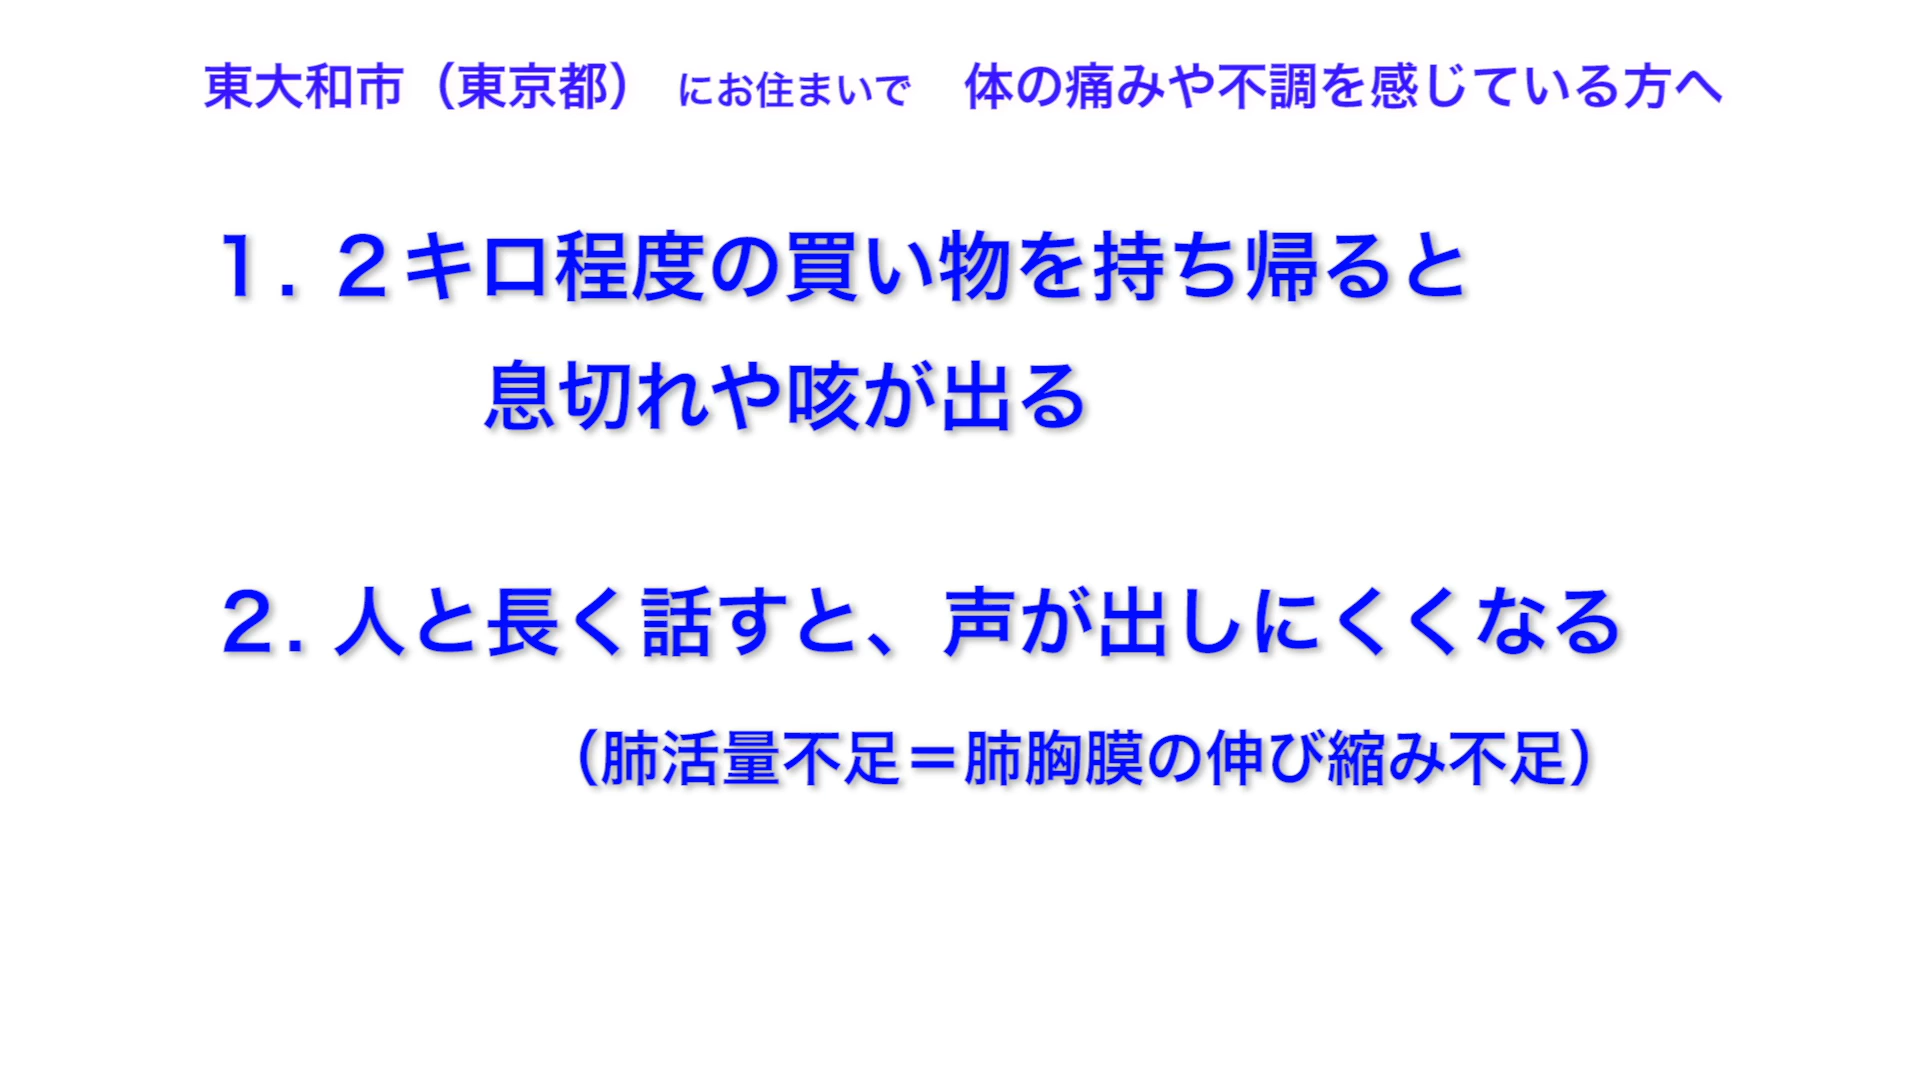 東大和市（東京都） にお住まいで　体の痛みや不調を感じている方へ
１. ２キロ程度の買い物を持ち帰ると
息切れや咳が出る
２. 人と長く話すと、声が出しにくくなる
（肺活量不足＝肺胸膜の伸び縮み不足）